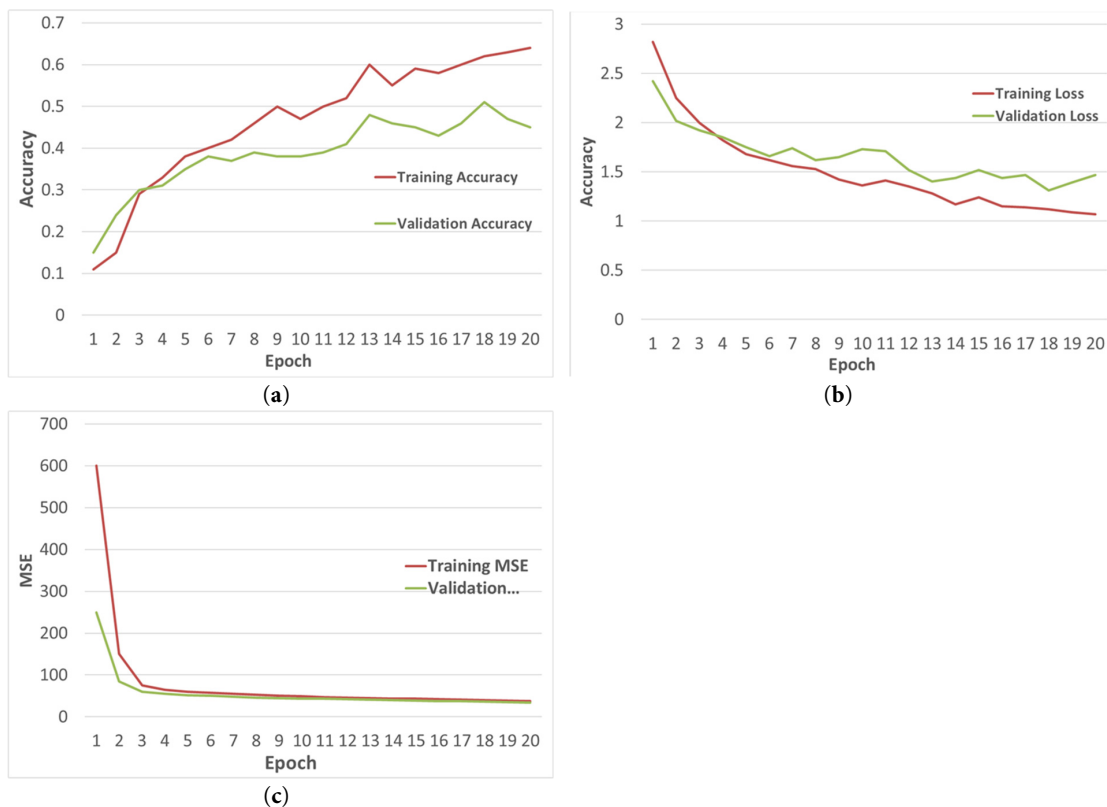 0.7
0.6
0.5
0.4
0.3
0.2
0.1
0
Accuracy
Training Accuracy
Validation Accuracy
1 2 3 4 5 6 7 8 9 10 11 12 13 14 15 16 17 18 19 20
Epoch
(a)
3
2.5
2
1.5
1
0.5
0
Accuracy
Training Loss
Validation Loss
1 2 3 4 5 6 7 8 9 10 11 12 13 14 15 16 17 18 19 20
Epoch
(b)
700
600
500
400
300
200
100
0
MSE
Training MSE
Validation...
1 2 3 4 5 6 7 8 9 10 11 12 13 14 15 16 17 18 19 20
Epoch
(c)